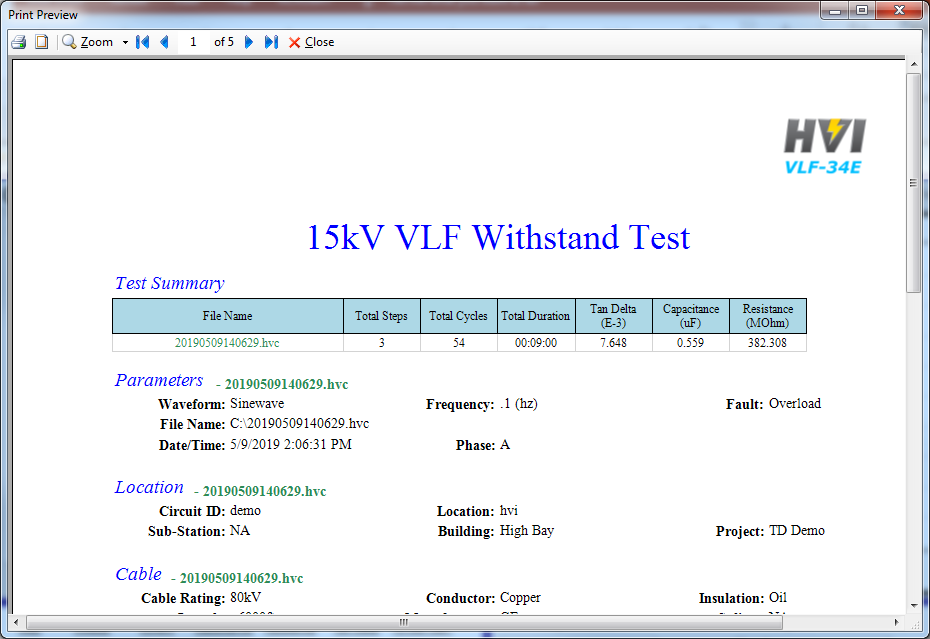 Print Preview
Zoom 1 of 5 Close
HVI
VLF-34E
15kV VLF Withstand Test
Test Summary
File Name Total Steps Total Cycles Total Duration Tan Delta (E-3) Capacitance (uF) Resistance (MOhm)
20190509140629.hvc 3 54 00:09:00 7.648 0.559 382.308
Parameters - 20190509140629.hvc
Waveform: Sinewave Frequency: .1 (hz) Fault: Overload
File Name: C:\20190509140629.hvc
Date/Time: 5/9/2019 2:06:31 PM Phase: A
Location - 20190509140629.hvc
Circuit ID: demo Location: hvi
Sub-Station: NA Building: High Bay Project: TD Demo
Cable - 20190509140629.hvc
Cable Rating: 80kV Conductor: Copper Insulation: Oil